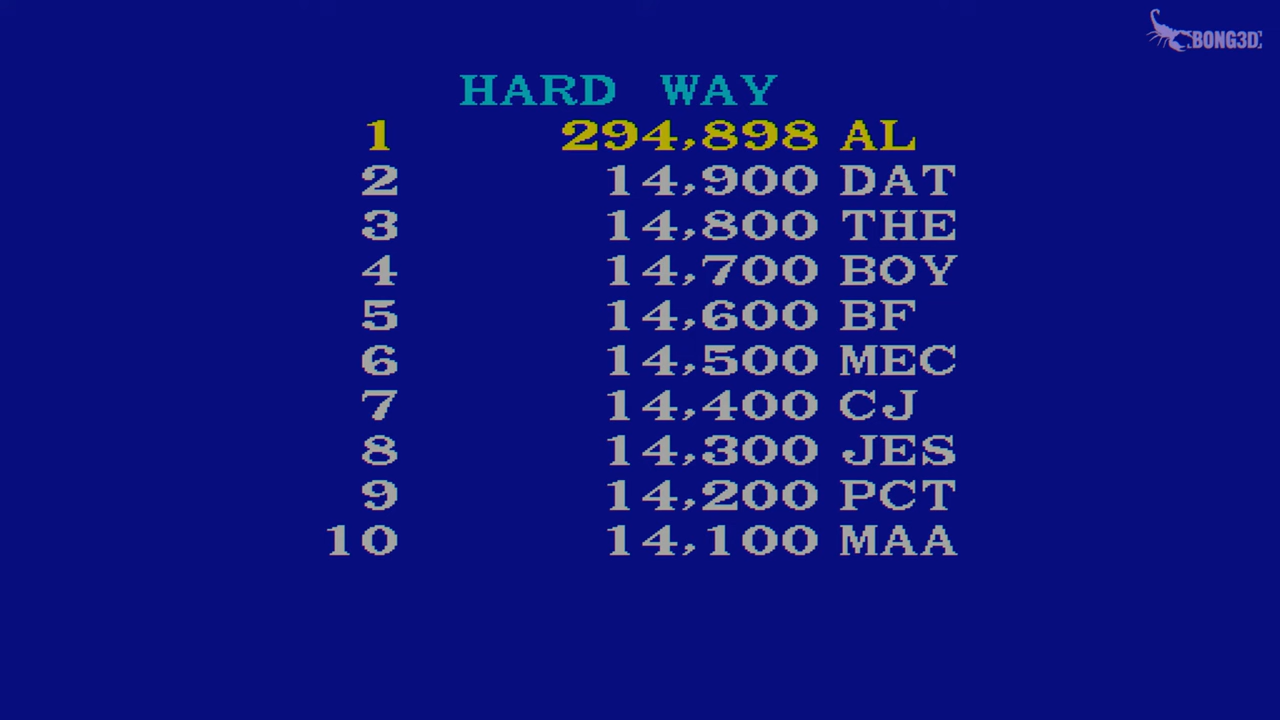 BONG3D
HARD WAY
1 294,898 AL
2 14,900 DAT
3 14,800 THE
4 14,700 BOY
5 14,600 BF
6 14,500 MEC
7 14,400 CJ
8 14,300 JES
9 14,200 PCT
10 14,100 MAA